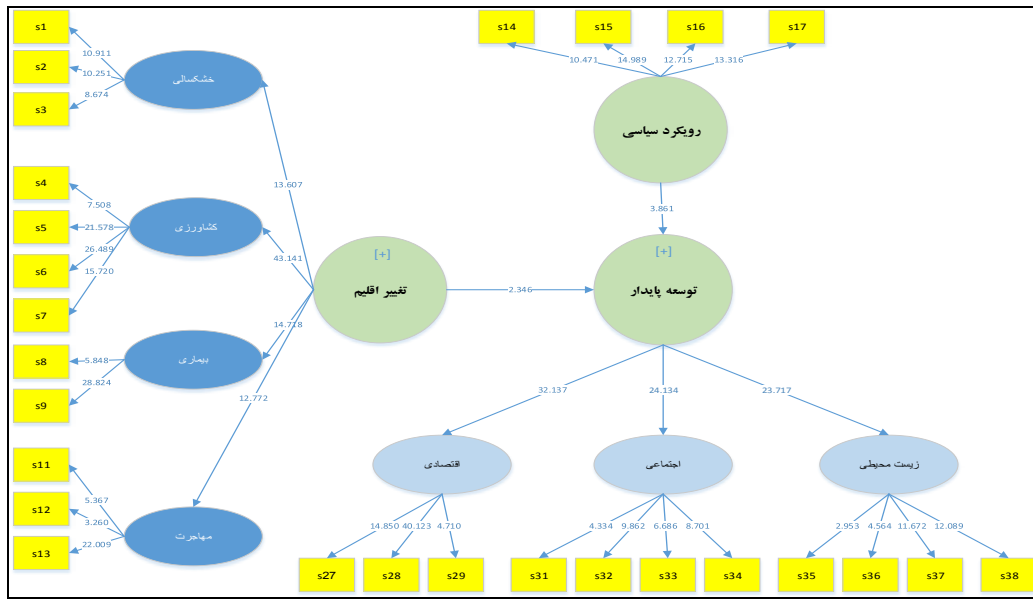 s1
s2
s3
10.911
10.251
8.674
خشکسالی
s14
s15
s16
s17
10.471
14.989
12.715
13.316
رویکرد سیاسی
3.861
13.607
s4
s5
s6
s7
7.508
21.578
26.489
15.720
کشاورزی
43.141
[+]
تغییر اقلیم
2.346
[+]
توسعه پایدار
14.718
s8
s9
5.848
28.824
بیماری
12.772
s11
s12
s13
5.367
3.260
22.009
مهاجرت
32.137
24.134
23.717
اقتصادی
اجتماعی
زیست محیطی
14.850
40.123
4.710
4.334
9.862
6.686
8.701
2.953
4.564
11.672
12.089
s27
s28
s29
s31
s32
s33
s34
s35
s36
s37
s38